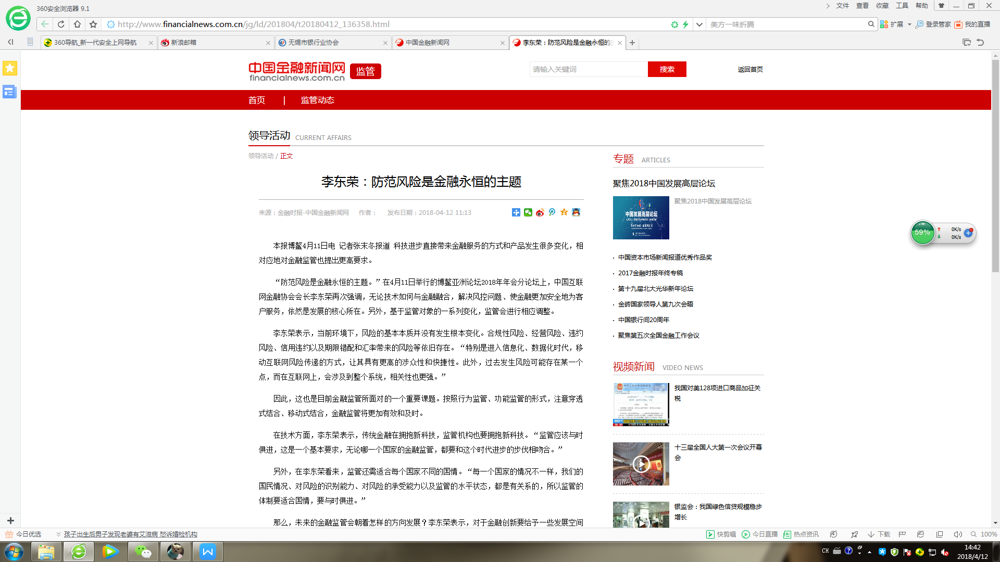 360安全浏览器 9.1
文件 查看 收藏 工具 帮助
http://www.financialnews.com.cn/jg/ld/201804/t20180412_136358.html
美方一味折腾
扩展 登录管家 我的直播
360导航_新一代安全上网导航
新浪邮箱
无锡市银行业协会
中国金融新闻网
李东荣：防范风险是金融永恒的主
中国金融新闻网
financialnews.com.cn
监管
请输入关键词
搜索
返回首页
首页 | 监管动态
领导活动 CURRENT AFFAIRS
领导活动 / 正文
李东荣：防范风险是金融永恒的主题
来源：金融时报-中国金融新闻网 作者： 发布日期：2018-04-12 11:13
本报博鳌4月11日电 记者张末冬报道 科技进步直接带来金融服务的方式和产品发生很多变化，相
对应地对金融监管也提出更高要求。
“防范风险是金融永恒的主题。”在4月11日举行的博鳌亚洲论坛2018年年会分论坛上，中国互联
网金融协会会长李东荣再次强调，无论技术如何与金融融合，解决风控问题、使金融更加安全地为客
户服务，依然是发展的核心所在。另外，基于监管对象的一系列变化，监管会进行相应调整。
李东荣表示，当前环境下，风险的基本本质并没有发生根本变化。合规性风险、经营风险、违约
风险、信用违约以及期限错配和汇率带来的风险等依旧存在。“特别是进入信息化、数据化时代，移
动互联网风险传递的方式，让其具有更高的涉众性和快捷性。此外，过去发生风险可能存在某一个
点，而在互联网上，会涉及到整个系统，相关性也更强。”
因此，这也是目前金融监管所面对的一个重要课题。按照行为监管、功能监管的形式，注意穿透
式结合、移动式结合，金融监管将更加有效和及时。
在技术方面，李东荣表示，传统金融在拥抱新科技，监管机构也要拥抱新科技。“监管应该与时
俱进，这是一个基本要求，无论哪一个国家的金融监管，都要和这个时代进步的步伐相吻合。”
另外，在李东荣看来，监管还需适合每个国家不同的国情。“每一个国家的情况不一样，我们的
国民情况、对风险的识别能力、对风险的承受能力以及监管的水平状态，都是有关系的，所以监管的
体制要适合国情，要与时俱进。”
那么，未来的金融监管会朝着怎样的方向发展？李东荣表示，对于金融创新要给予一些发展空间
专题 ARTICLES
聚焦2018中国发展高层论坛
中国发展高层论坛
聚焦2018中国发展高层论坛
· 中国资本市场新闻报道优秀作品奖
· 2017金融时报年终专稿
· 第十九届北大光华新年论坛
· 金砖国家领导人第九次会晤
· 中国银行间20周年
· 聚焦第五次全国金融工作会议
视频新闻 VIDEO NEWS
我国对美128项进口商品加征关
税
十三届全国人大第一次会议开幕
会
银监会：我国绿色信贷规模稳步
增长
59%
0K/s
0K/s
今日优选
孩子出生后男子发现老婆有艾滋病 怒诉婚检机构
快剪辑 今日直播 热点资讯 下载 100%
CH
14:42
2018/4/12